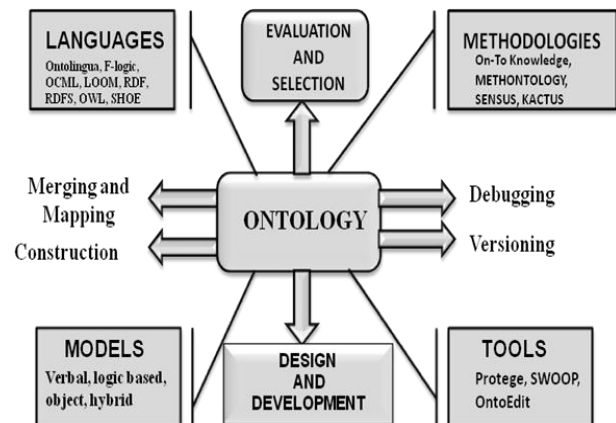 LANGUAGES
Ontolingua, F-logic,
OCML, LOOM, RDF,
RDFS, OWL, SHOE
EVALUATION
AND
SELECTION
METHODOLOGIES
On-To Knowledge,
METHONTOLOGY,
SENSUS, KACTUS
Merging and
Mapping
Construction
ONTOLOGY
Debugging
Versioning
MODELS
Verbal, logic based,
object, hybrid
DESIGN
AND
DEVELOPMENT
TOOLS
Protege, SWOOP,
OntoEdit